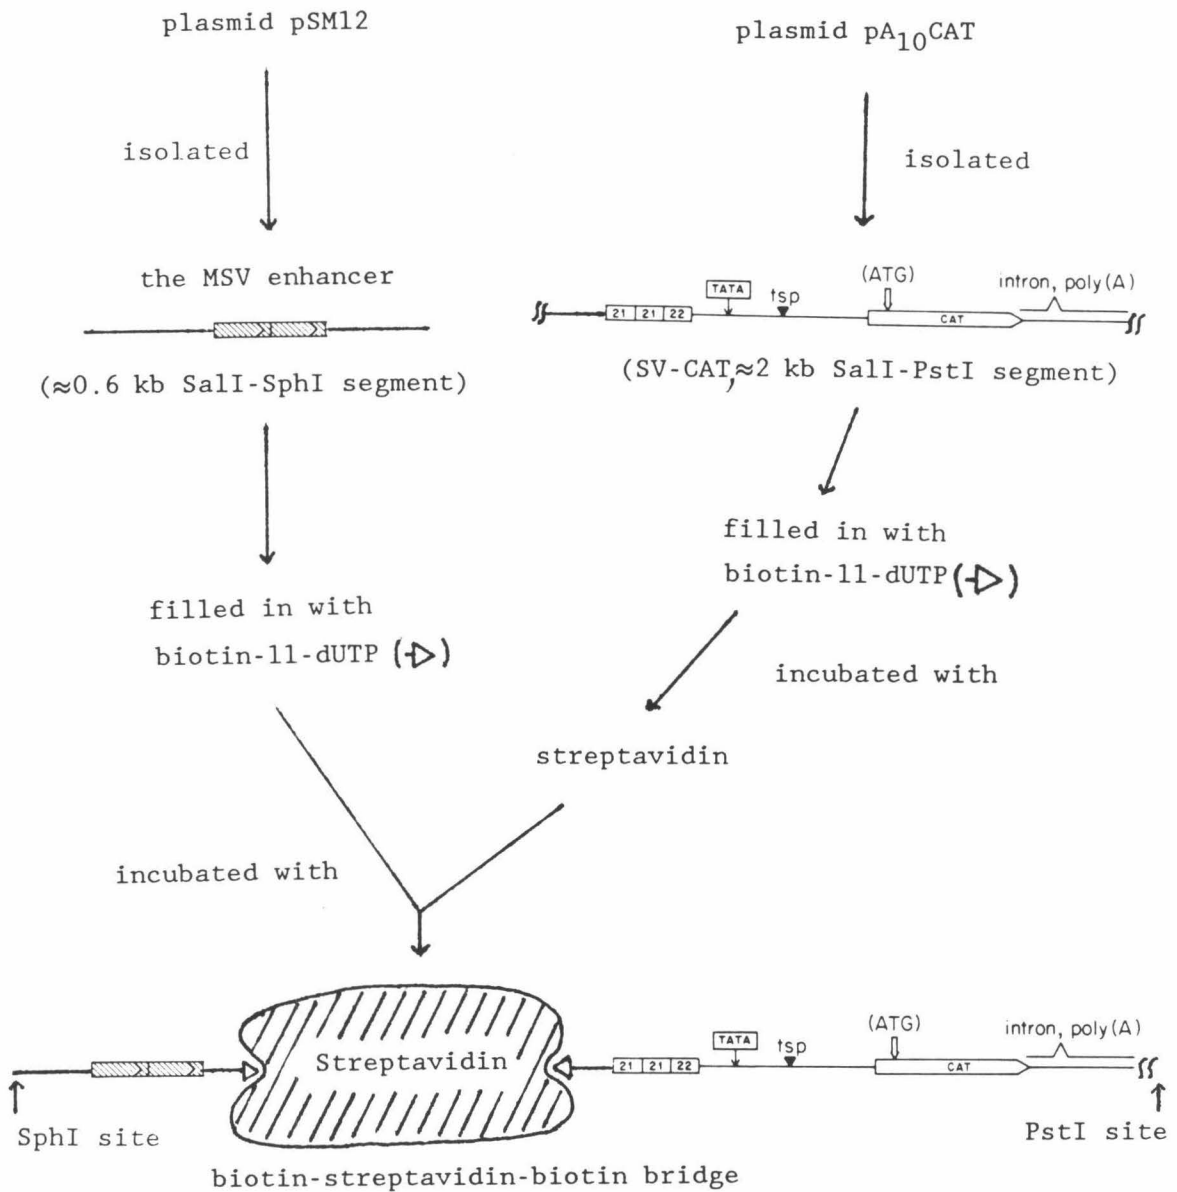 plasmid pSM12
plasmid pA10CAT
isolated
isolated
the MSV enhancer
(≈0.6 kb SalI-SphI segment)
21 21 22
TATA
tsp
(ATG)
CAT
intron, poly(A)
(SV-CAT,≈2 kb SalI-PstI segment)
filled in with
biotin-11-dUTP
filled in with
biotin-11-dUTP
incubated with
streptavidin
incubated with
Streptavidin
21 21 22
TATA
tsp
(ATG)
CAT
intron, poly(A)
SphI site
PstI site
biotin-streptavidin-biotin bridge